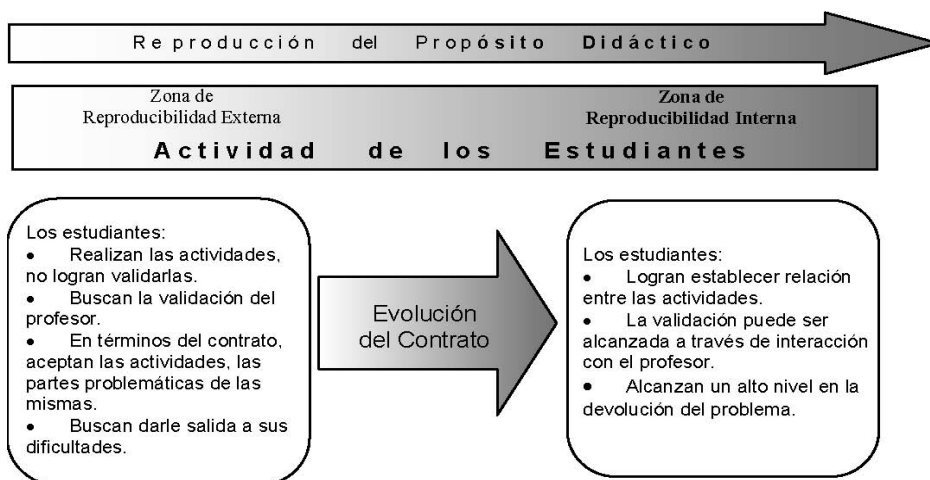 Reproducción del Propósito Didáctico
Zona de
Reproducibilidad Externa
Zona de
Reproducibilidad Interna
Actividad de los Estudiantes
Los estudiantes:
• Realizan las actividades,
no logran validarlas.
• Buscan la validación del
profesor.
• En términos del contrato,
aceptan las actividades, las
partes problemáticas de las
mismas.
• Buscan darle salida a sus
dificultades.
Evolución
del Contrato
Los estudiantes:
• Logran establecer relación
entre las actividades.
• La validación puede ser
alcanzada a través de interacción
con el profesor.
• Alcanzan un alto nivel en la
devolución del problema.